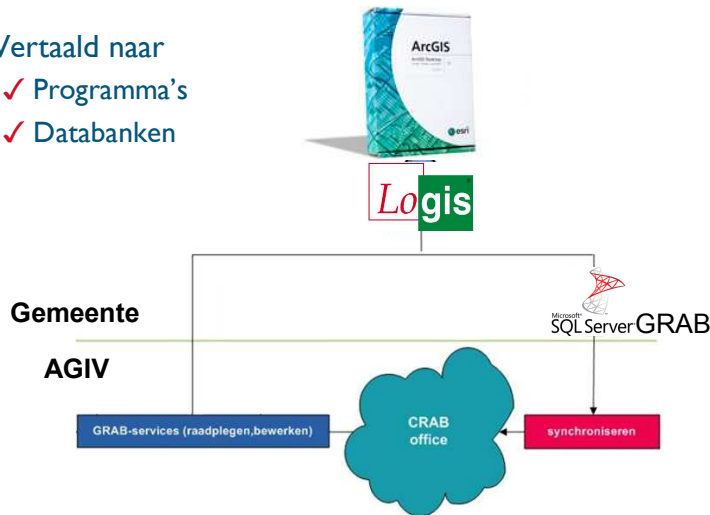 Vertaald naar
✓ Programma's
✓ Databanken
ArcGIS
esri
Logis
Gemeente
Microsoft®
SQL Server GRAB
AGIV
GRAB-services (raadplegen,bewerken)
CRAB
office
synchroniseren